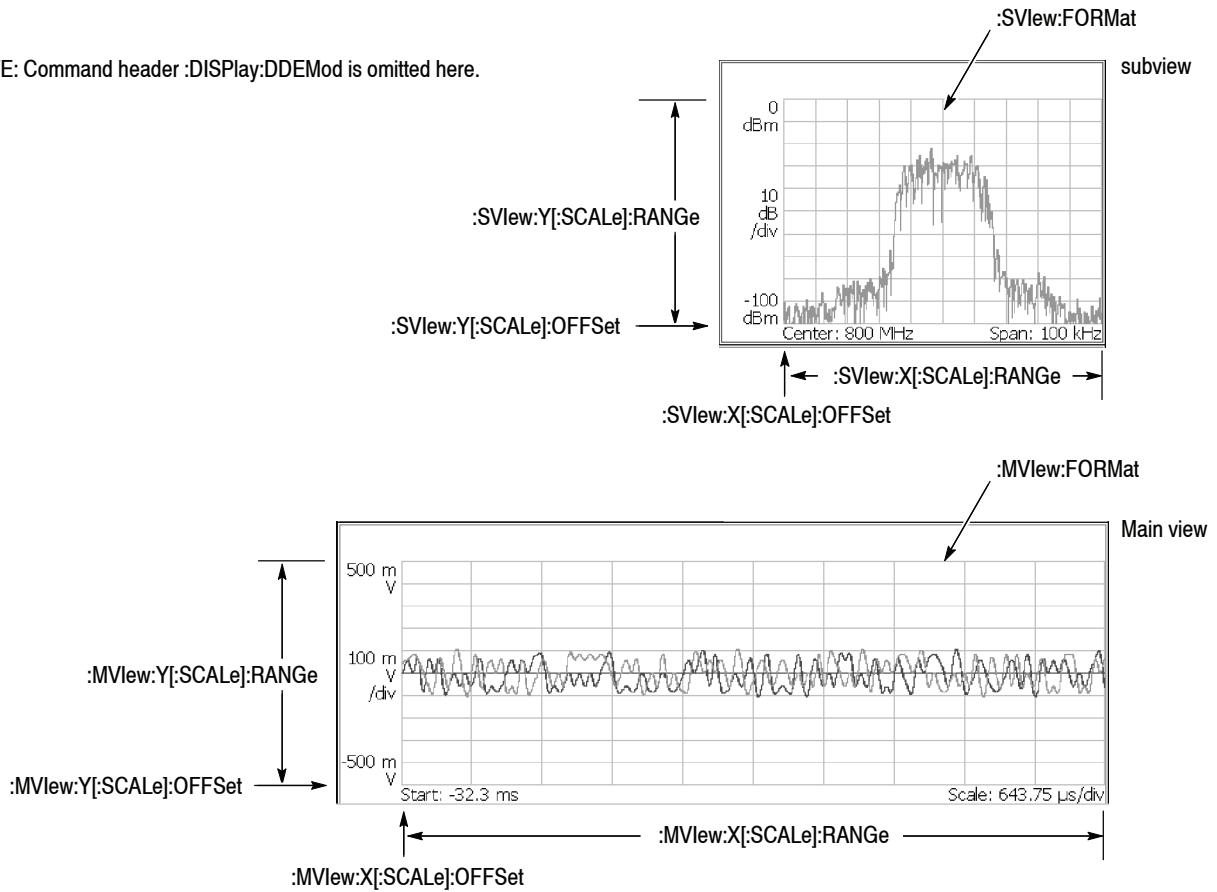 :SVIew:FORMat
E: Command header :DISPlay:DDEMod is omitted here.
subview
0
dBm
:SVIew:Y[:SCALe]:RANGe
10
dB
/div
:SVIew:Y[:SCALe]:OFFSet
-100
dBm
Center: 800 MHz
Span: 100 kHz
:SVIew:X[:SCALe]:RANGe
:SVIew:X[:SCALe]:OFFSet
:MVIew:FORMat
Main view
500 m
V
:MVIew:Y[:SCALe]:RANGe
100 m
V
/div
-500 m
V
:MVIew:Y[:SCALe]:OFFSet
Start: -32.3 ms
Scale: 643.75 µs/div
:MVIew:X[:SCALe]:RANGe
:MVIew:X[:SCALe]:OFFSet